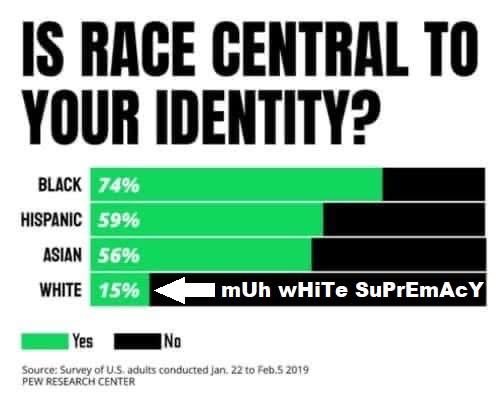 IS RACE CENTRAL TO
YOUR IDENTITY?
BLACK 74%
HISPANIC 59%
ASIAN 56%
WHITE 15% mUh wHiTe SuPrEmAcY
Yes No
Source: Survey of U.S. adults conducted Jan. 22 to Feb.5 2019
PEW RESEARCH CENTER